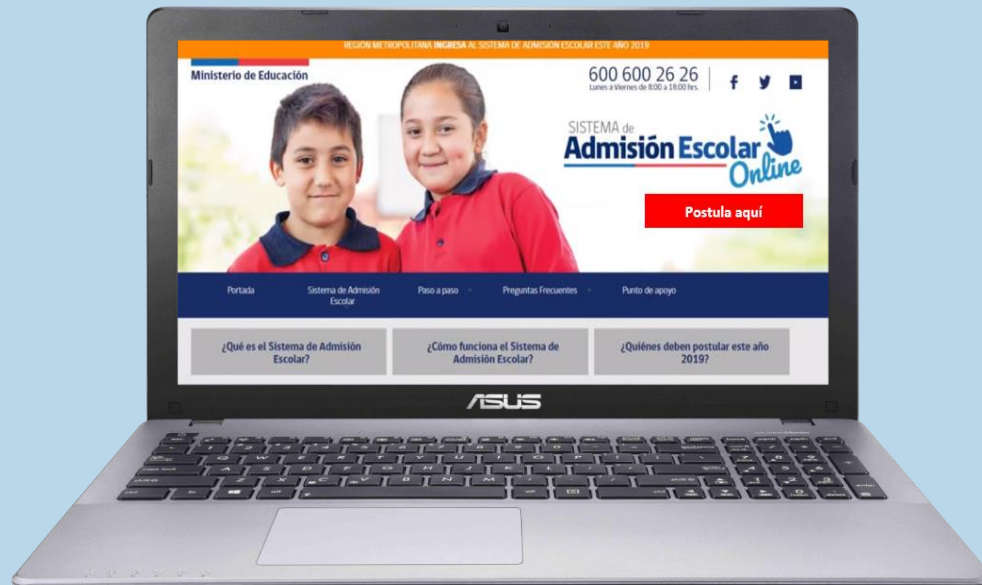 REGIÓN METROPOLITANA INGRESA AL SISTEMA DE ADMISIÓN ESCOLAR ESTE AÑO 2019
Ministerio de Educación
600 600 26 26
Lunes a Viernes de 8:00 a 18:00 hrs.
SISTEMA de
Admisión Escolar
Online
Postula aquí
Portada
Sistema de Admisión
Escolar
Paso a paso
Preguntas Frecuentes
Punto de apoyo
¿Qué es el Sistema de Admisión
Escolar?
¿Cómo funciona el Sistema de
Admisión Escolar?
¿Quiénes deben postular este año
2019?
ASUS